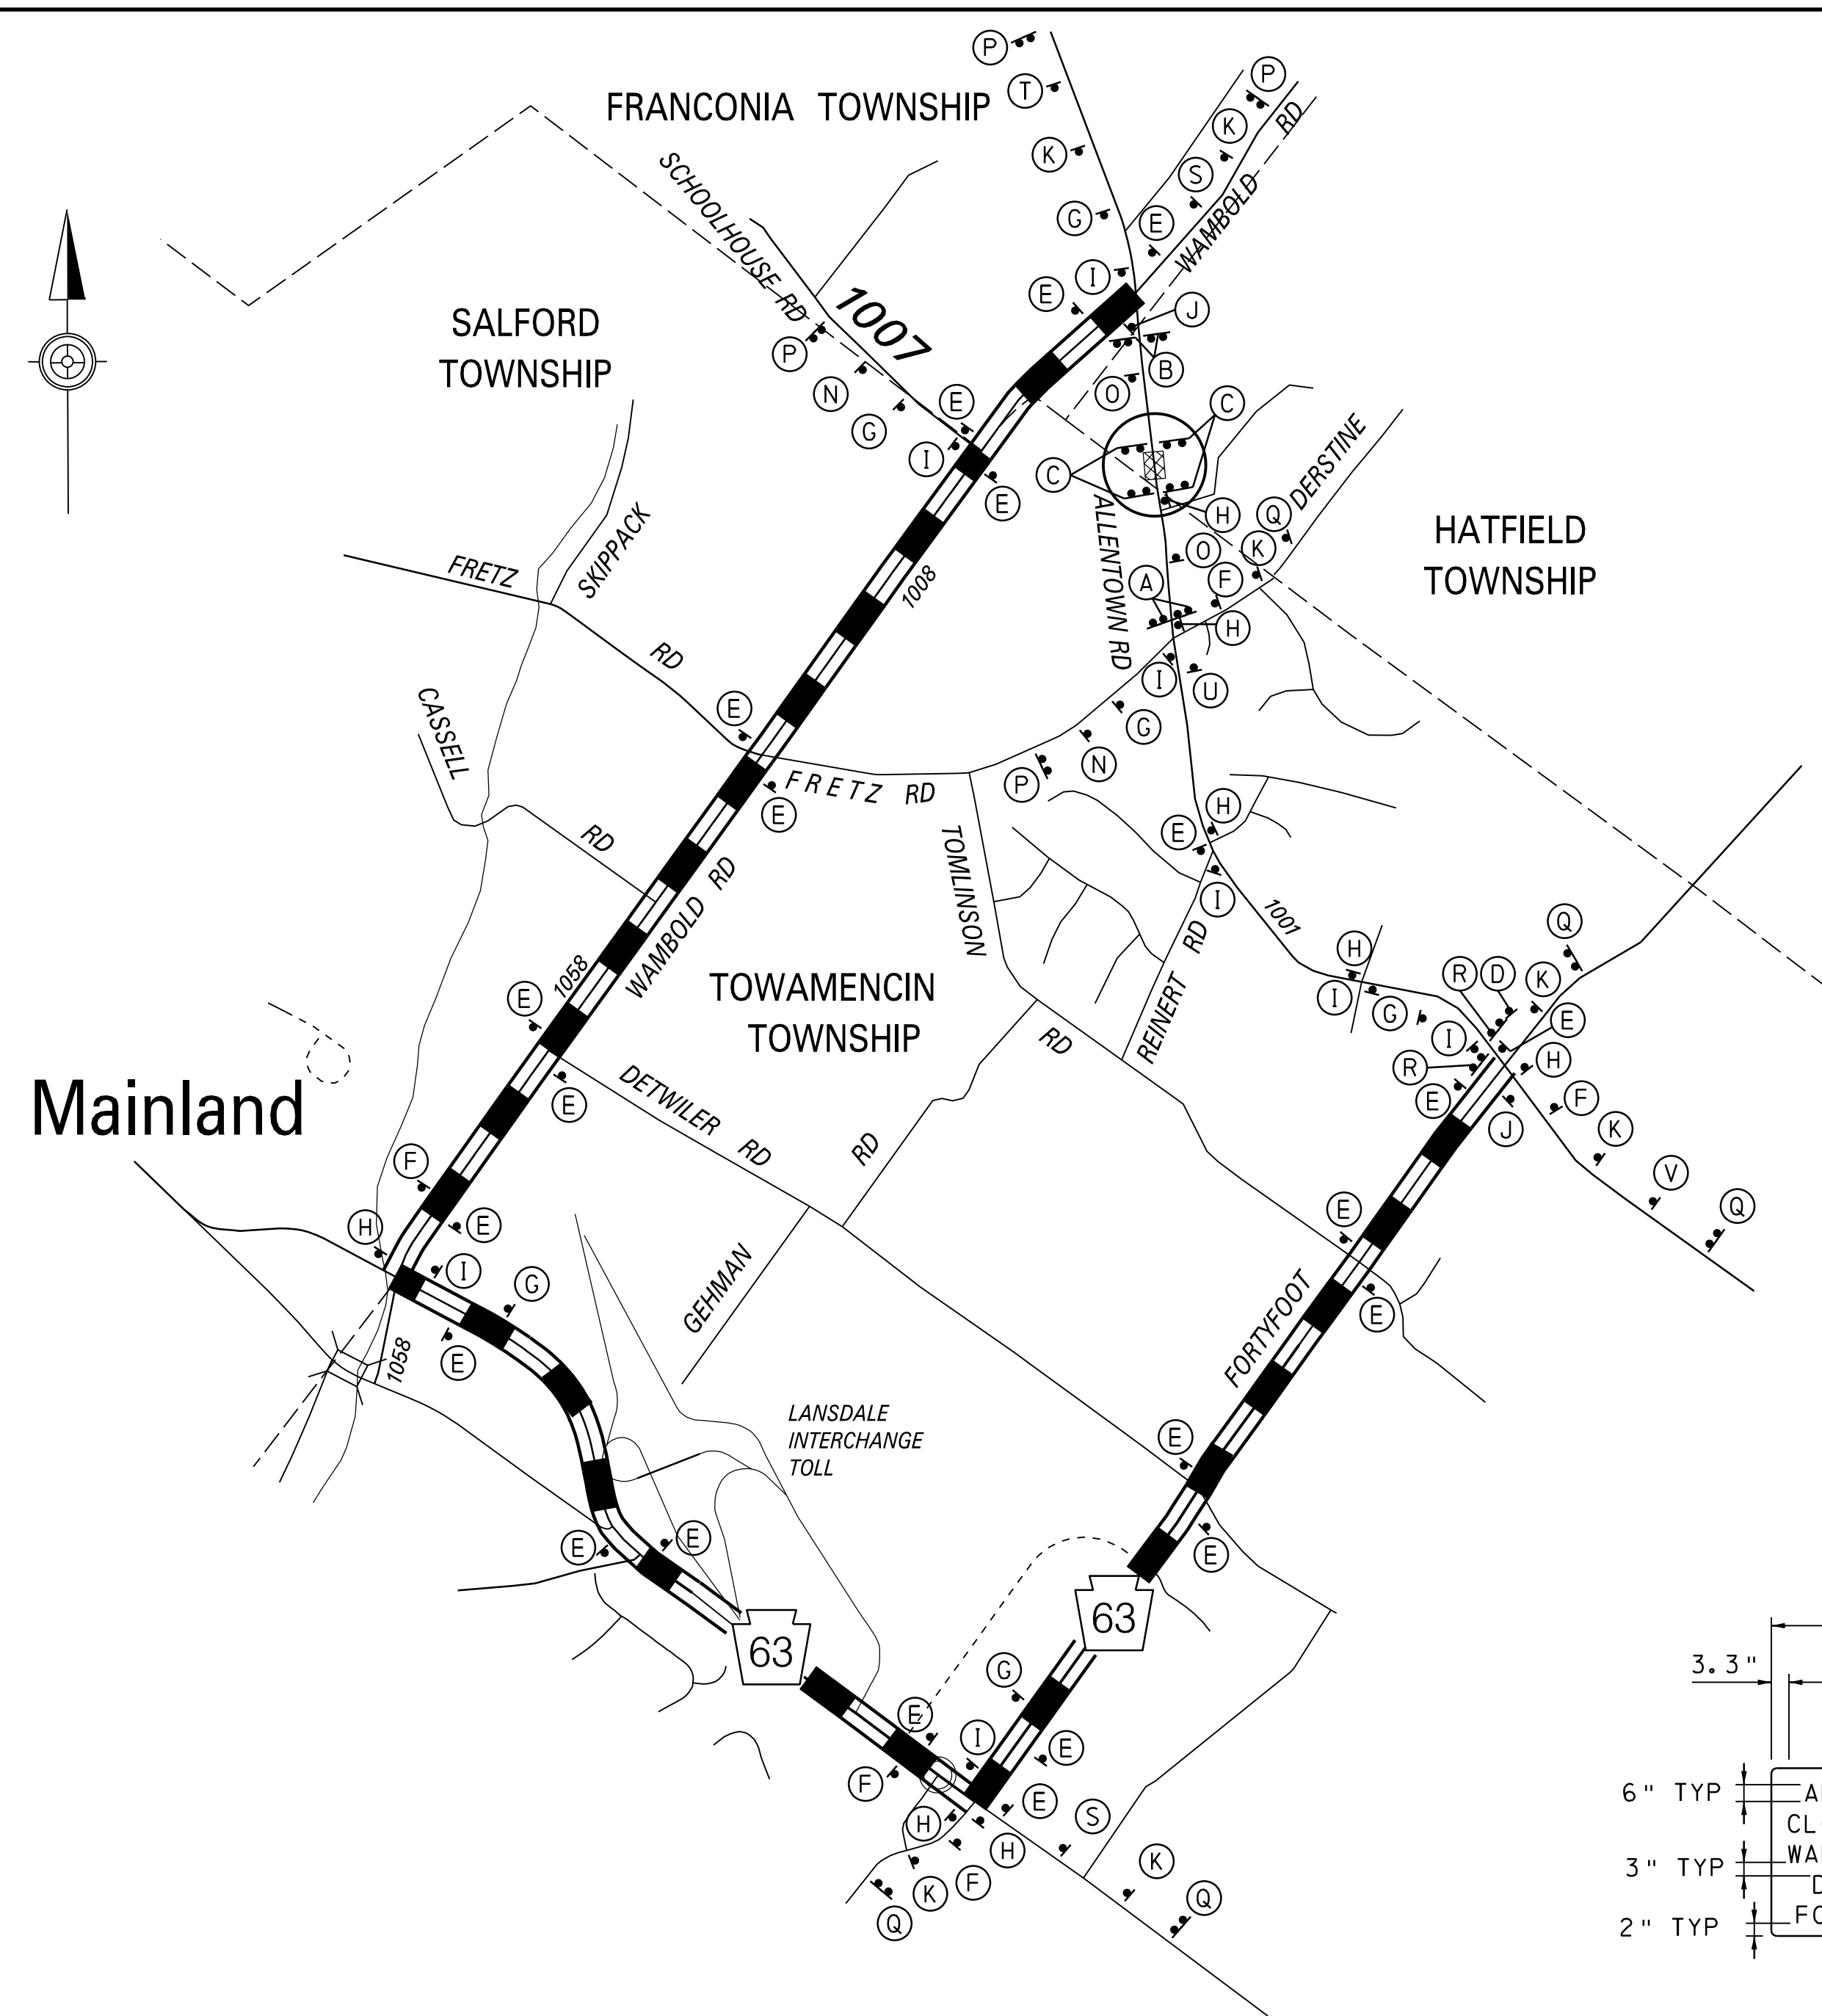 P
T
P
FRANCONIA TOWNSHIP
K
RD
K
SCHOOLHOUSE RD
S
G
E
WAMBOLD
I
E
J
1007
SALFORD
TOWNSHIP
P
B
N
O
E
C
G
I
C
E
DERSTINE
ALLENTOWN RD
H
Q
HATFIELD
TOWNSHIP
SKIPPACK
FRETZ
O
K
1008
A
F
H
RD
I
U
E
CASSELL
G
N
P
FRETZ RD
E
H
E
RD
TOMLINSON
RD
I
WAMBOLD
1001
Q
RD
H
1058
R
D
K
TOWAMENCIN
TOWNSHIP
E
I
G
E
REINERT
I
RD
H
R
Mainland
DETWILER
E
E
F
J
K
RD
RD
F
V
E
Q
H
E
I
GEHMAN
G
FORTYFOOT
E
1058
E
LANSDALE
INTERCHANGE
TOLL
E
E
E
E
63
63
3.3"
G
E
I
E
F
6" TYP
E
S
H
H
K
3" TYP
K
F
Q
Q
2" TYP